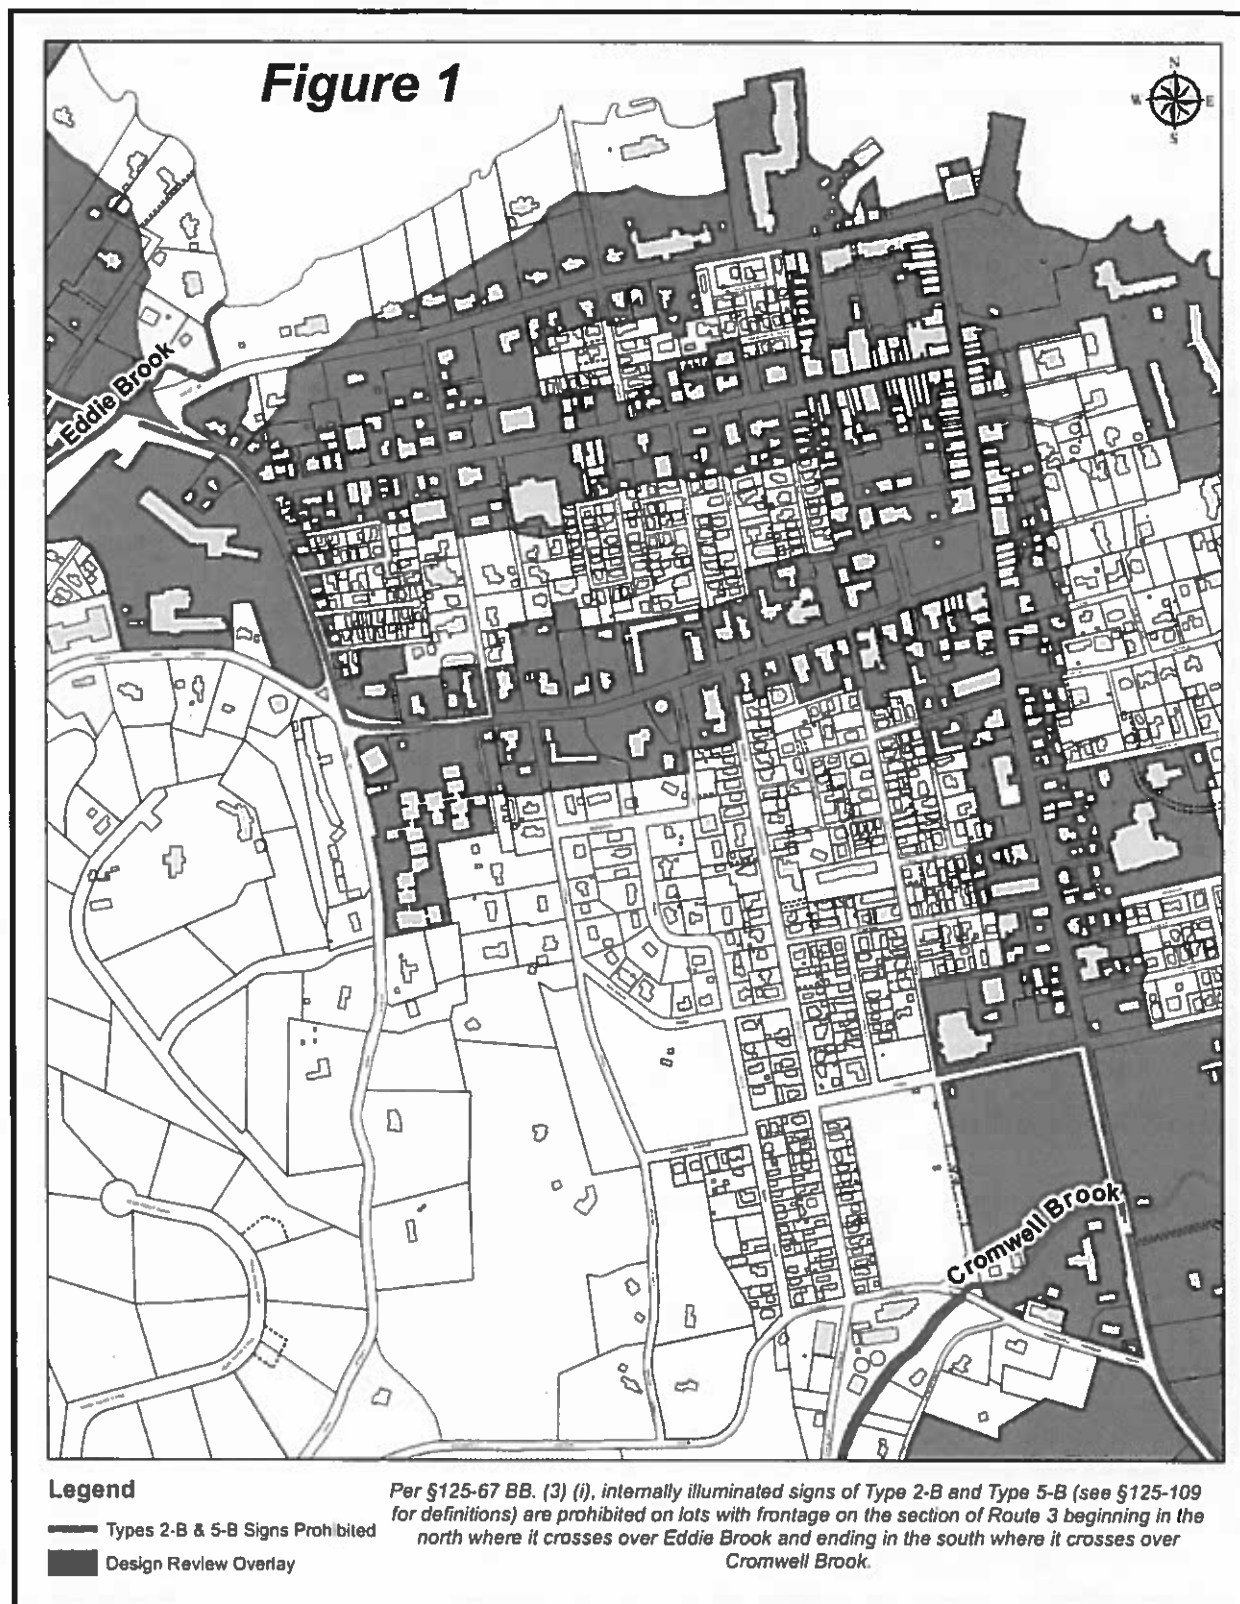 Figure 1
N
W
E
S
Eddie Brook
Cromwell Brook
Legend
Types 2-B & 5-B Signs Prohibited
Design Review Overlay
Per §125-67 BB. (3) (i), internally illuminated signs of Type 2-B and Type 5-B (see §125-109
for definitions) are prohibited on lots with frontage on the section of Route 3 beginning in the
north where it crosses over Eddie Brook and ending in the south where it crosses over
Cromwell Brook.